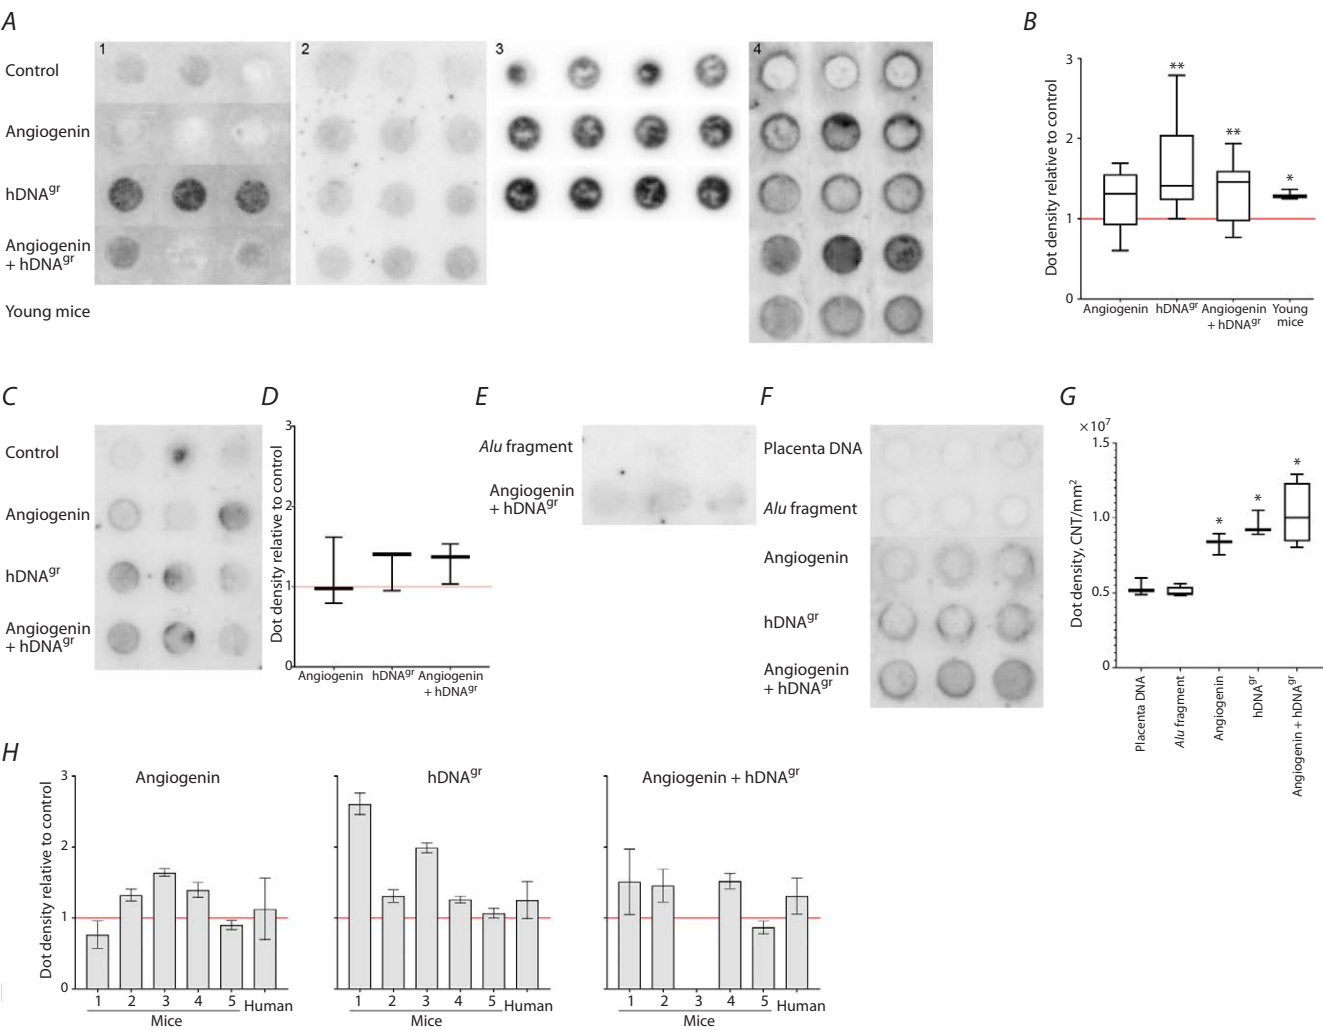 A
1
2
3
4
Control
Angiogenin
hDNAgr
Angiogenin
+ hDNAgr
Young mice
B
Dot density relative to control
3
2
1
0
**
**
*
Angiogenin
hDNAgr
Angiogenin
+ hDNAgr
Young
mice
C
Control
Angiogenin
hDNAgr
Angiogenin
+ hDNAgr
D
Dot density relative to control
3
2
1
0
Angiogenin
hDNAgr
Angiogenin
+ hDNAgr
E
Alu fragment
Angiogenin
+ hDNAgr
F
Placenta DNA
Alu fragment
Angiogenin
hDNAgr
Angiogenin
+ hDNAgr
G
×10⁷
Dot density, CNT/mm²
1.5
1.0
0.5
0
*
*
*
Placenta DNA
Alu fragment
Angiogenin
hDNAgr
Angiogenin + hDNAgr
H
Dot density relative to control
3
2
1
0
Angiogenin
1 2 3 4 5 Human
Mice
hDNAgr
1 2 3 4 5 Human
Mice
Angiogenin + hDNAgr
1 2 3 4 5 Human
Mice